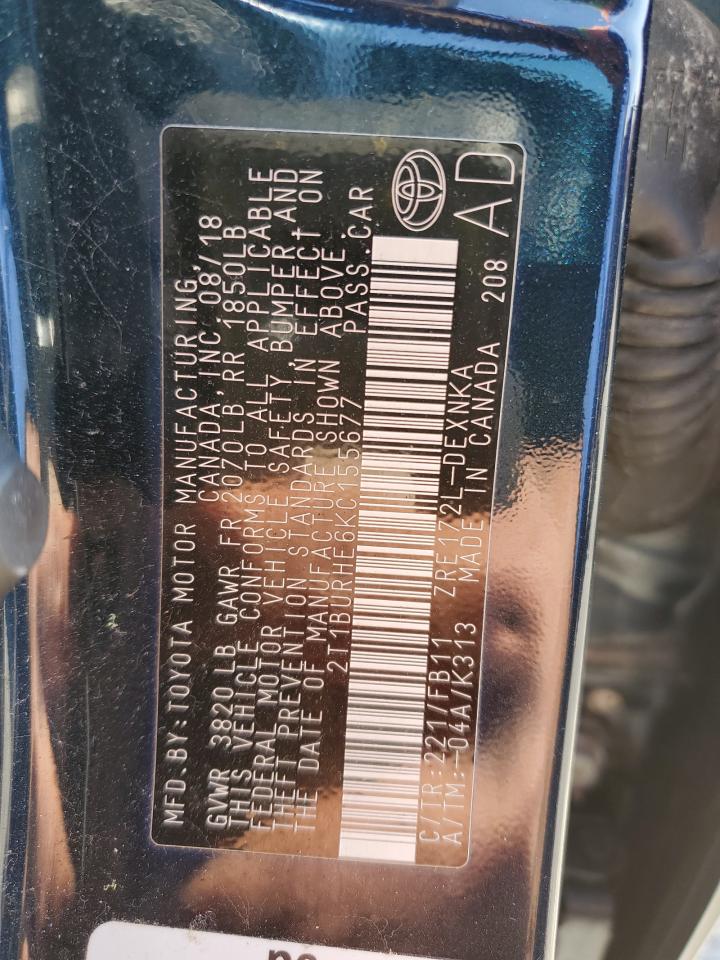 MFD.BY:TOYOTA MOTOR MANUFACTURING,
CANADA,INC 08/18
GVWR 3820LB GAWR FR 2070LB RR 1850LB
THIS VEHICLE CONFORMS TO ALL APPLICABLE
FEDERAL MOTOR VEHICLE SAFETY,BUMPER AND
THEFT PREVENTION STANDARDS IN EFFECT ON
THE DATE OF MANUFACTURE SHOWN ABOVE.
2T1BURHE6KC155677 PASS.CAR
C/TR:221/FB11 ZRE172L-DEXNKA 208
A/TM:-04A/K313 MADE IN CANADA
AD